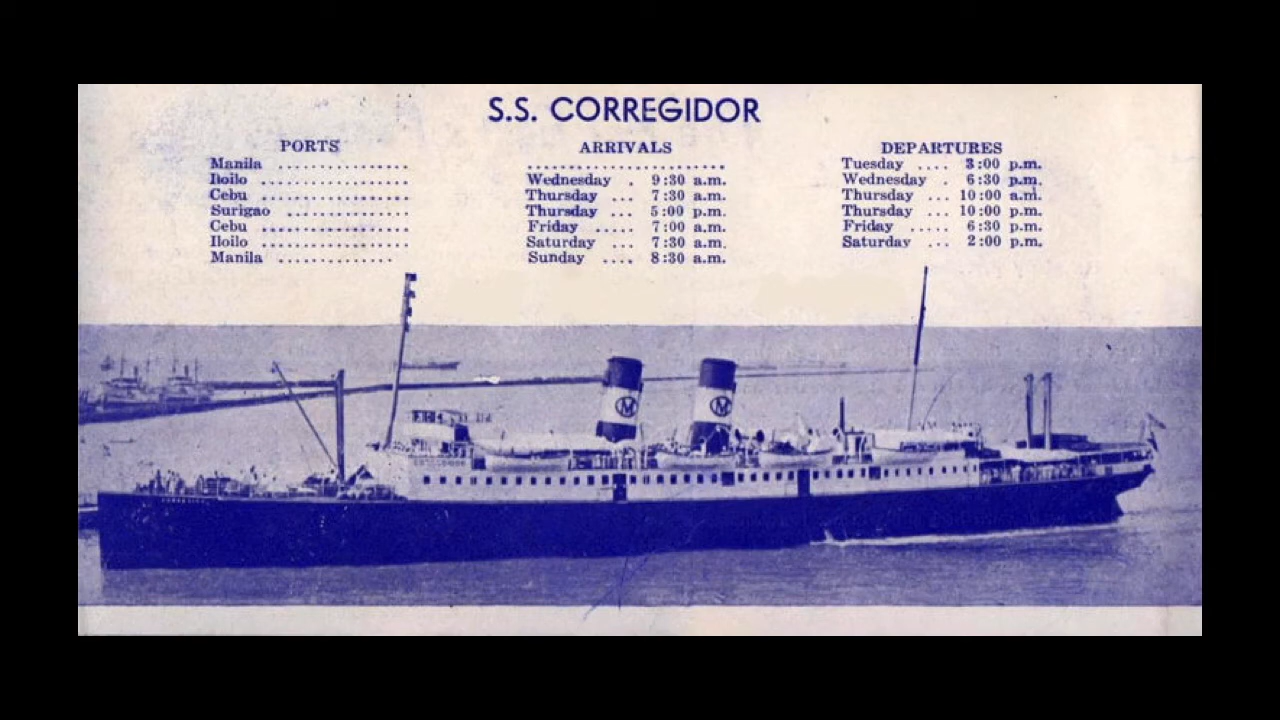 S.S. CORREGIDOR
PORTS ARRIVALS DEPARTURES
Manila .................. ........................... Tuesday .... 3:00 p.m.
Iloilo .................... Wednesday . 9:30 a.m. Wednesday . 6:30 p.m.
Cebu .................... Thursday ... 7:30 a.m. Thursday ... 10:00 a.m.
Surigao ................ Thursday ... 5:00 p.m. Thursday ... 10:00 p.m.
Cebu .................... Friday ..... 7:00 a.m. Friday ..... 6:30 p.m.
Iloilo .................... Saturday ... 7:30 a.m. Saturday ... 2:00 p.m.
Manila ................ Sunday .... 8:30 a.m.
M M
CORREGIDOR